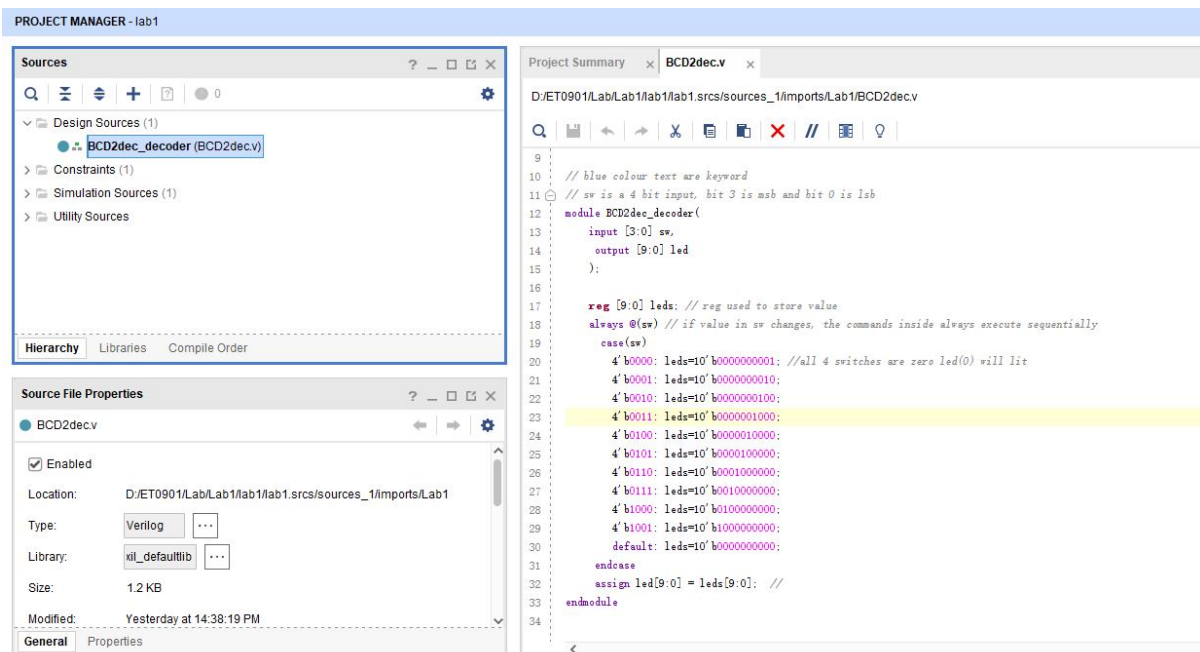 PROJECT MANAGER - lab1
Sources
? _ □ X
0
Design Sources (1)
BCD2dec_decoder (BCD2dec.v)
Constraints (1)
Simulation Sources (1)
Utility Sources
Hierarchy Libraries Compile Order
Source File Properties
? _ □ X
BCD2dec.v
Enabled
Location: D:/ET0901/Lab/Lab1/lab1/lab1.srcs/sources_1/imports/Lab1
Type: Verilog ...
Library: xil_defaultlib ...
Size: 1.2 KB
Modified: Yesterday at 14:38:19 PM
General Properties
Project Summary x BCD2dec.v x
D:/ET0901/Lab/Lab1/lab1/lab1.srcs/sources_1/imports/Lab1/BCD2dec.v
9
10 // blue colour text are keyword
11 // sw is a 4 bit input, bit 3 is msb and bit 0 is lsb
12 module BCD2dec_decoder(
13 input [3:0] sw,
14 output [9:0] led
15 );
16
17 reg [9:0] leds; // reg used to store value
18 always @(sw) // if value in sw changes, the commands inside always execute sequentially
19 case(sw)
20 4'b0000: leds=10'b0000000001; //all 4 switches are zero led(0) will lit
21 4'b0001: leds=10'b0000000010;
22 4'b0010: leds=10'b0000000100;
23 4'b0011: leds=10'b0000001000;
24 4'b0100: leds=10'b0000010000;
25 4'b0101: leds=10'b0000100000;
26 4'b0110: leds=10'b0001000000;
27 4'b0111: leds=10'b0010000000;
28 4'b1000: leds=10'b0100000000;
29 4'b1001: leds=10'b1000000000;
30 default: leds=10'b0000000000;
31 endcase
32 assign led[9:0] = leds[9:0]; //
33 endmodule
34